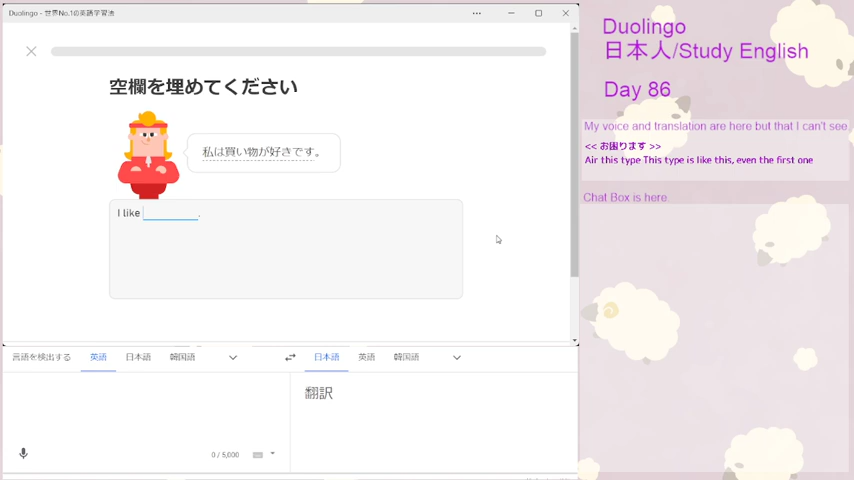 Duolingo - 世界No.1の英語学習法
空欄を埋めてください
私は買い物が好きです。
I like ________.
言語を検出する 英語 日本語 韓国語
日本語 英語 韓国語
翻訳
0 / 5,000
Duolingo
日本人/Study English
Day 86
My voice and translation are here but that I can't see.
<< お困ります >>
Air this type This type is like this, even the first one
Chat Box is here.